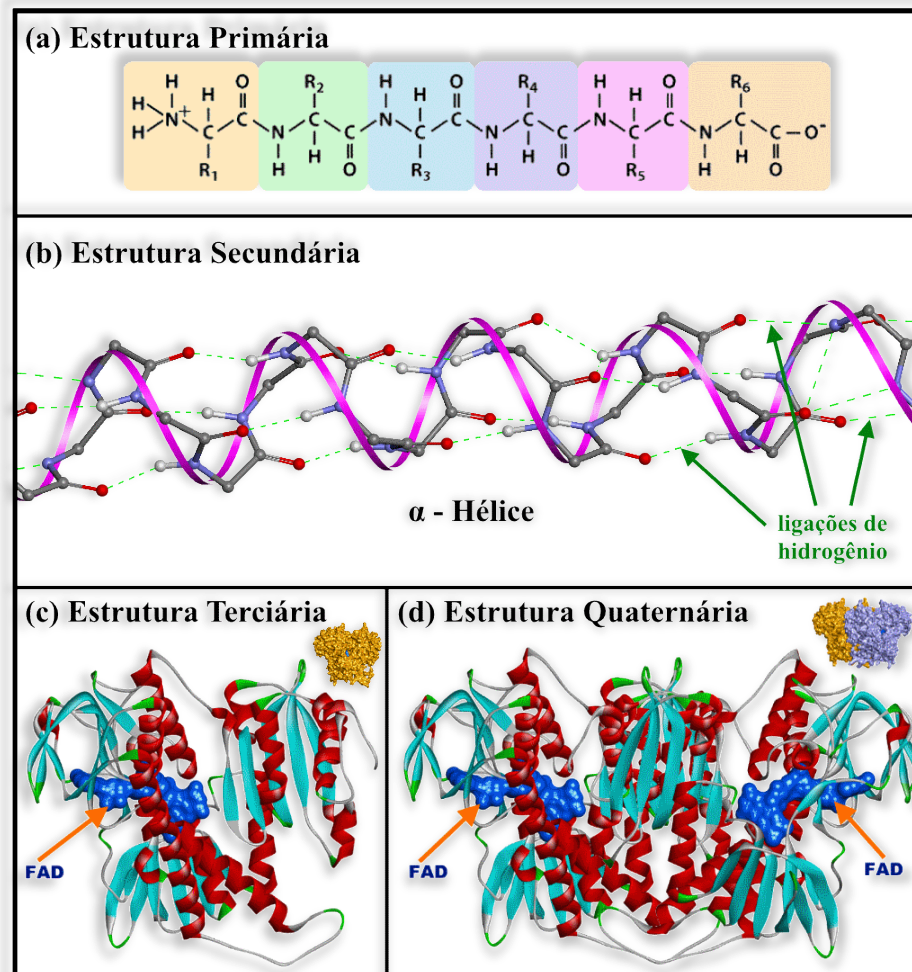 (a) Estrutura Primária
H O R2 H O R4 H O R6
H H H H
H N+ C C N C C N C C N C C N C C N C C O-
H H H
R1 H O R3 H O R5 H O
(b) Estrutura Secundária
α - Hélice
ligações de
hidrogênio
(c) Estrutura Terciária
FAD
(d) Estrutura Quaternária
FAD
FAD